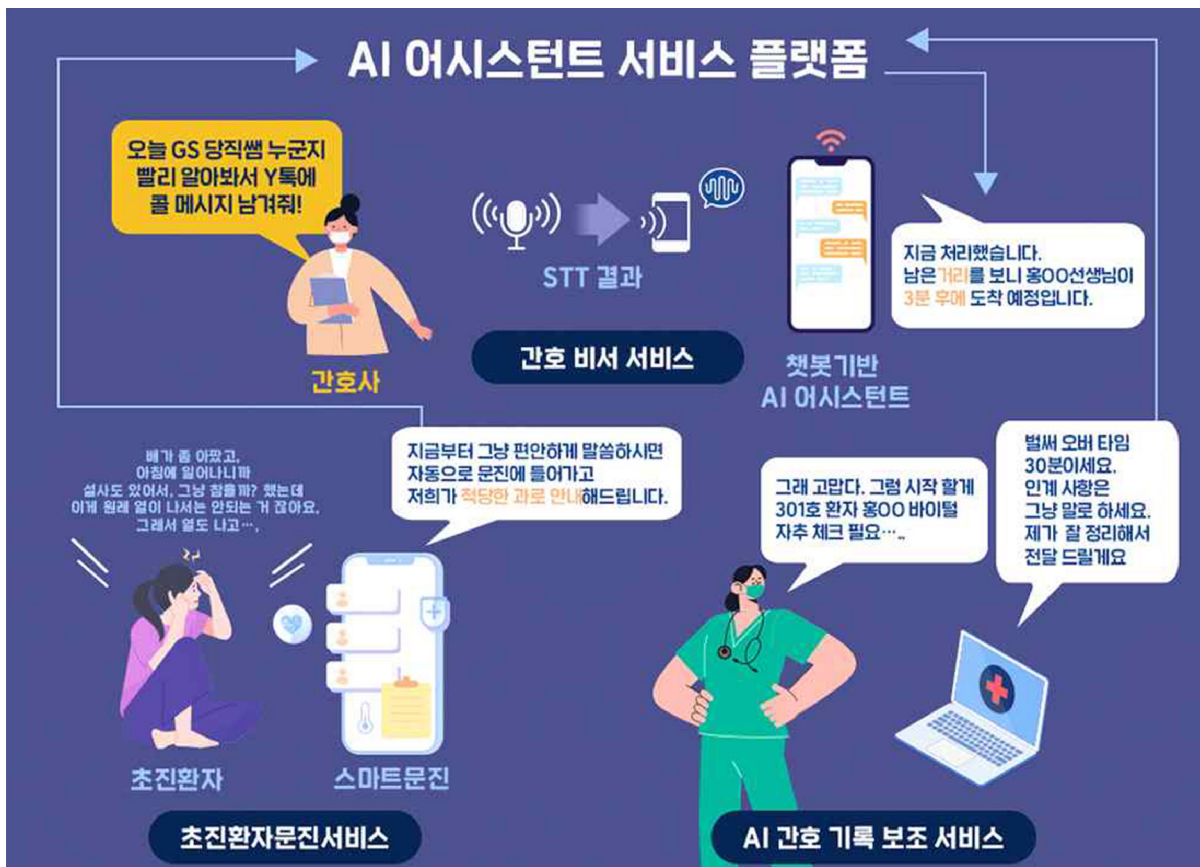 AI 어시스턴트 서비스 플랫폼
오늘 GS 당직쌤 누군지
빨리 알아봐서 Y톡에
콜 메시지 남겨줘!
간호사
STT 결과
간호 비서 서비스
챗봇기반
AI 어시스턴트
지금 처리했습니다.
남은거리를 보니 홍OO선생님이
3분 후에 도착 예정입니다.
배가 좀 아팠고,
아침에 일어나니까
설사도 있어서, 그냥 참을까? 했는데
이게 원래 열이 나서는 안되는 거 잖아요.
그래서 열도 나고…,
지금부터 그냥 편안하게 말씀하시면
자동으로 문진에 들어가고
저희가 적당한 과로 안내해드립니다.
초진환자
스마트문진
초진환자문진서비스
그래 고맙다. 그럼 시작 할게
301호 환자 홍OO 바이털
자추 체크 필요….
벌써 오버 타임
30분이세요.
인계 사항은
그냥 말로 하세요.
제가 잘 정리해서
전달 드릴게요
AI 간호 기록 보조 서비스